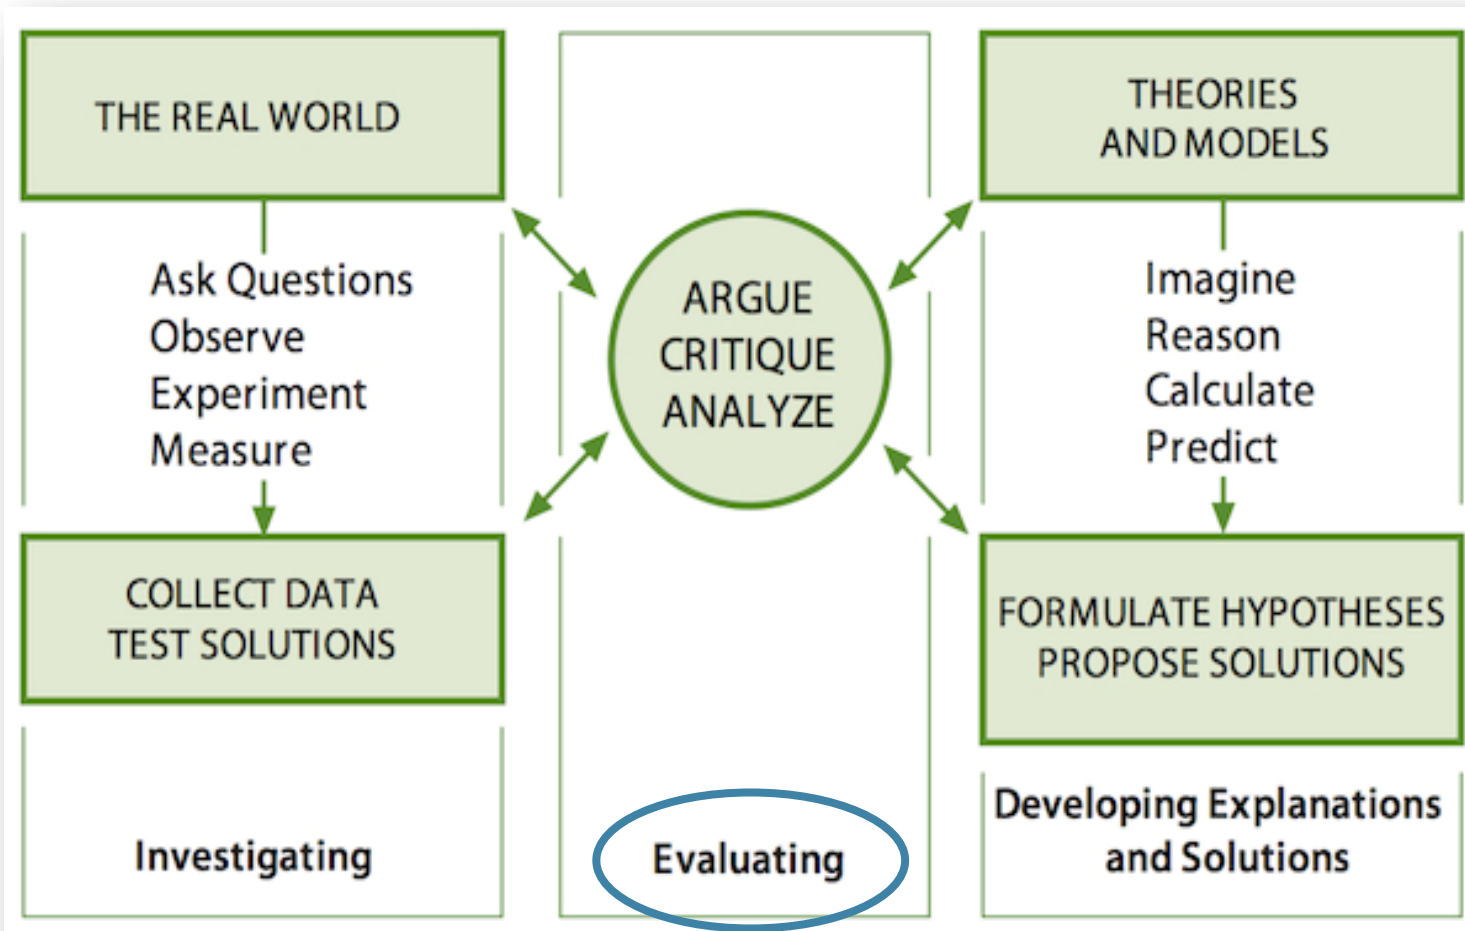 THE REAL WORLD
Ask Questions
Observe
Experiment
Measure
COLLECT DATA
TEST SOLUTIONS
Investigating
ARGUE
CRITIQUE
ANALYZE
Evaluating
THEORIES
AND MODELS
Imagine
Reason
Calculate
Predict
FORMULATE HYPOTHESES
PROPOSE SOLUTIONS
Developing Explanations
and Solutions